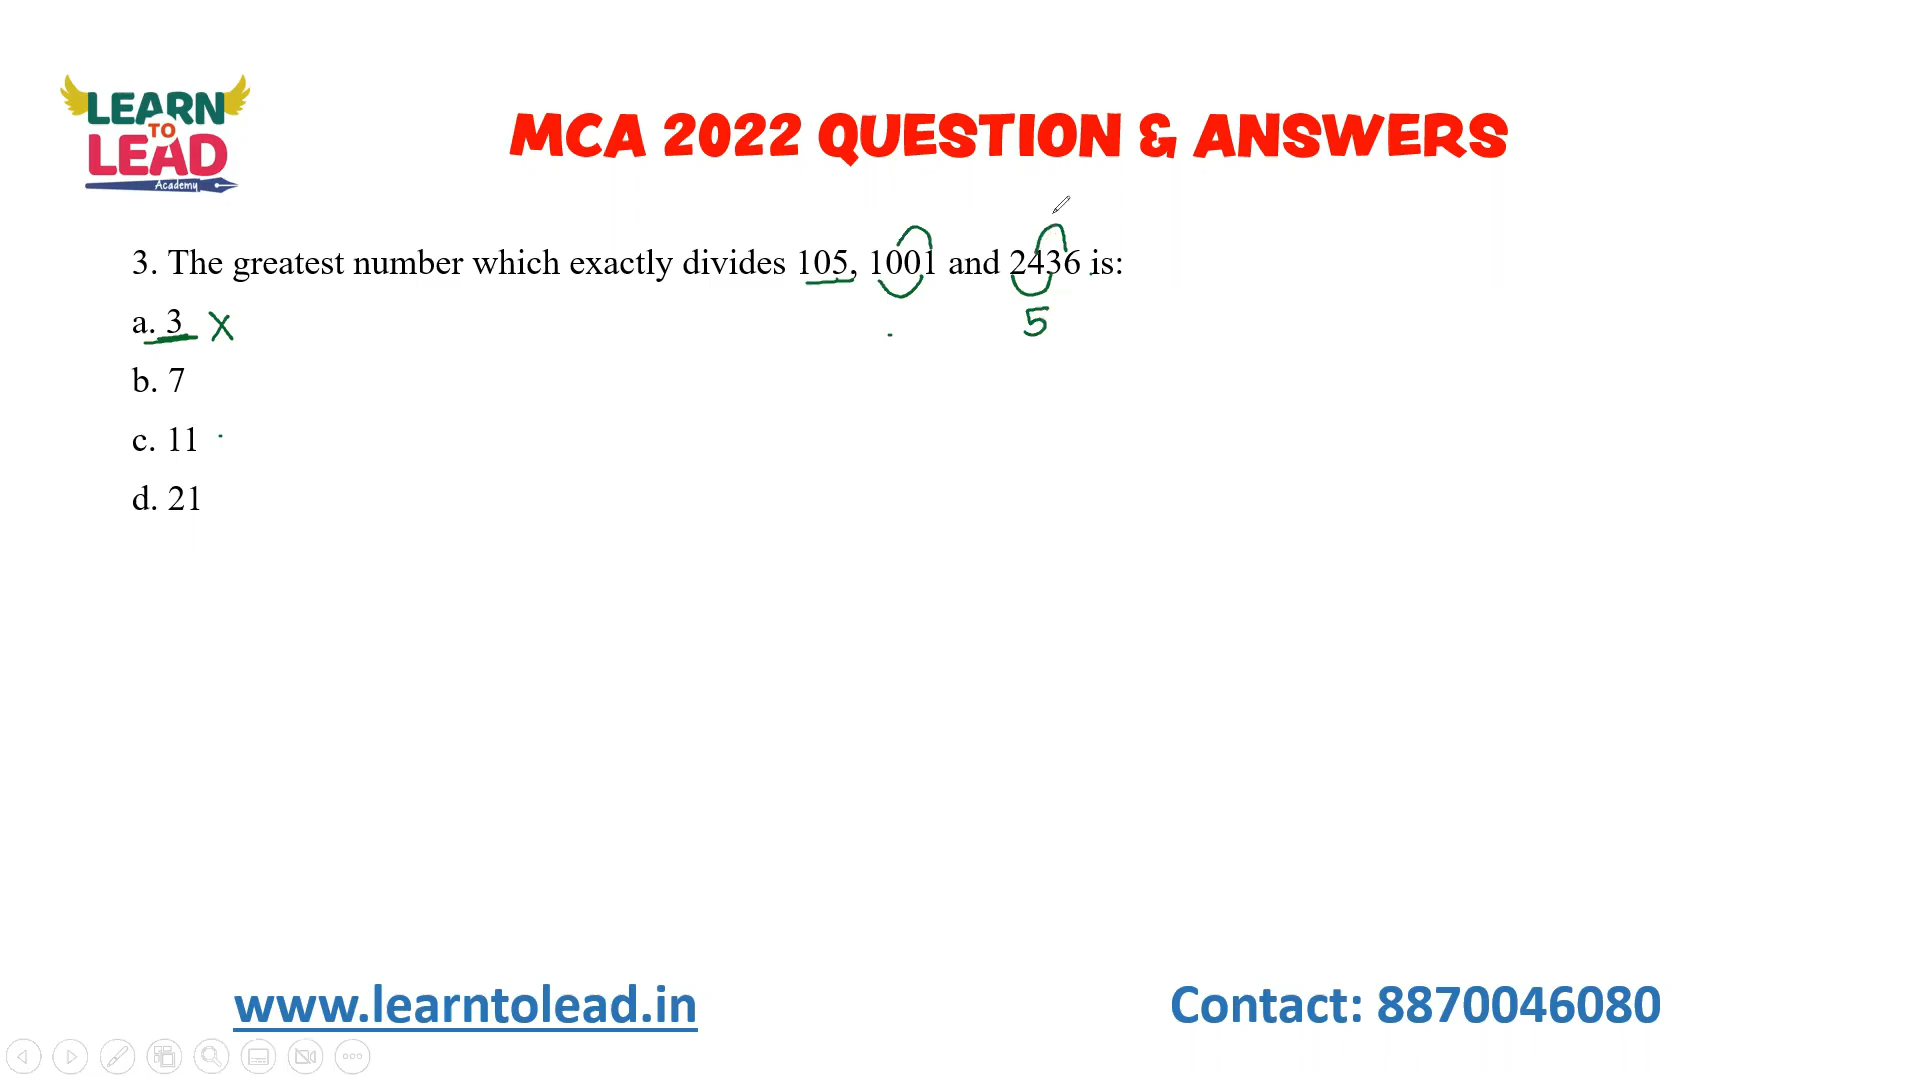 LEARN
TO
LEAD
Academy
MCA 2022 QUESTION & ANSWERS
3. The greatest number which exactly divides 105, 1001 and 2436 is:
a. 3 X
5
b. 7
c. 11
d. 21
www.learntolead.in
Contact: 8870046080